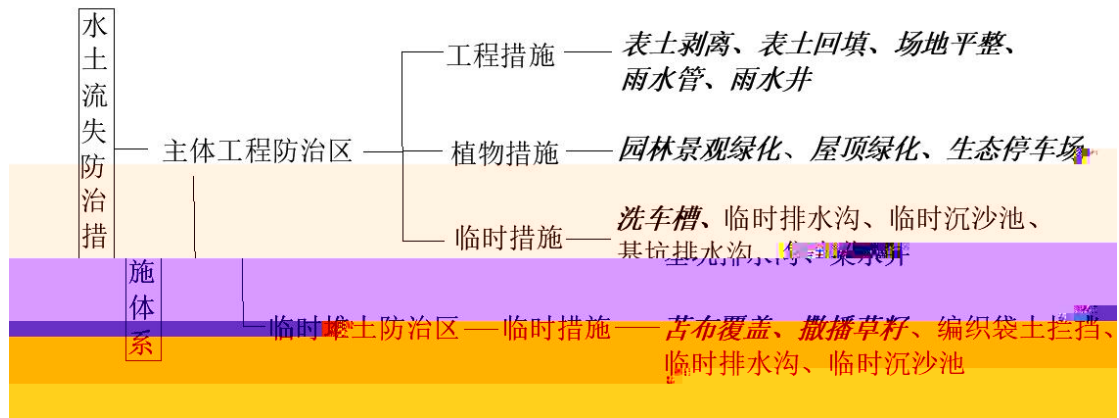 水土流失防治措施体系
主体工程防治区
工程措施
表土剥离、表土回填、场地平整、
雨水管、雨水井
植物措施
园林景观绿化、屋顶绿化、生态停车场
临时措施
洗车槽、临时排水沟、临时沉沙池、
基坑排水沟、集水井
临时堆土防治区
临时措施
苫布覆盖、撒播草籽、编织袋土拦挡、
临时排水沟、临时沉沙池